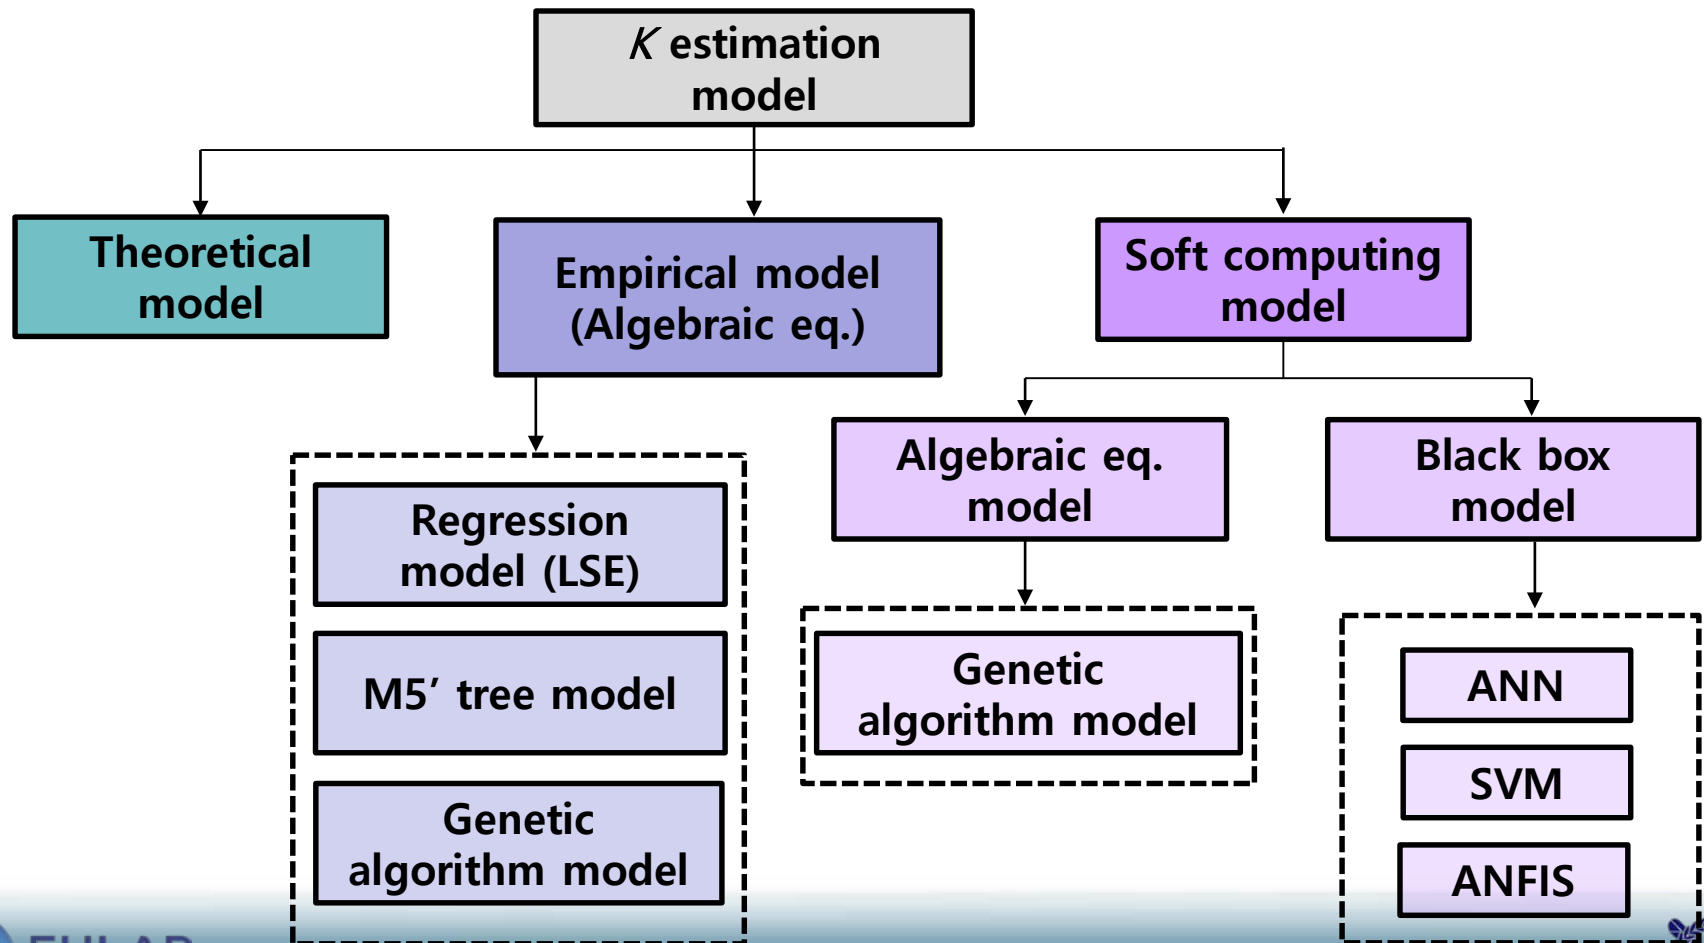 K estimation
model
Theoretical
model
Empirical model
(Algebraic eq.)
Soft computing
model
Algebraic eq.
model
Black box
model
Regression
model (LSE)
M5′ tree model
Genetic
algorithm model
Genetic
algorithm model
ANN
SVM
ANFIS